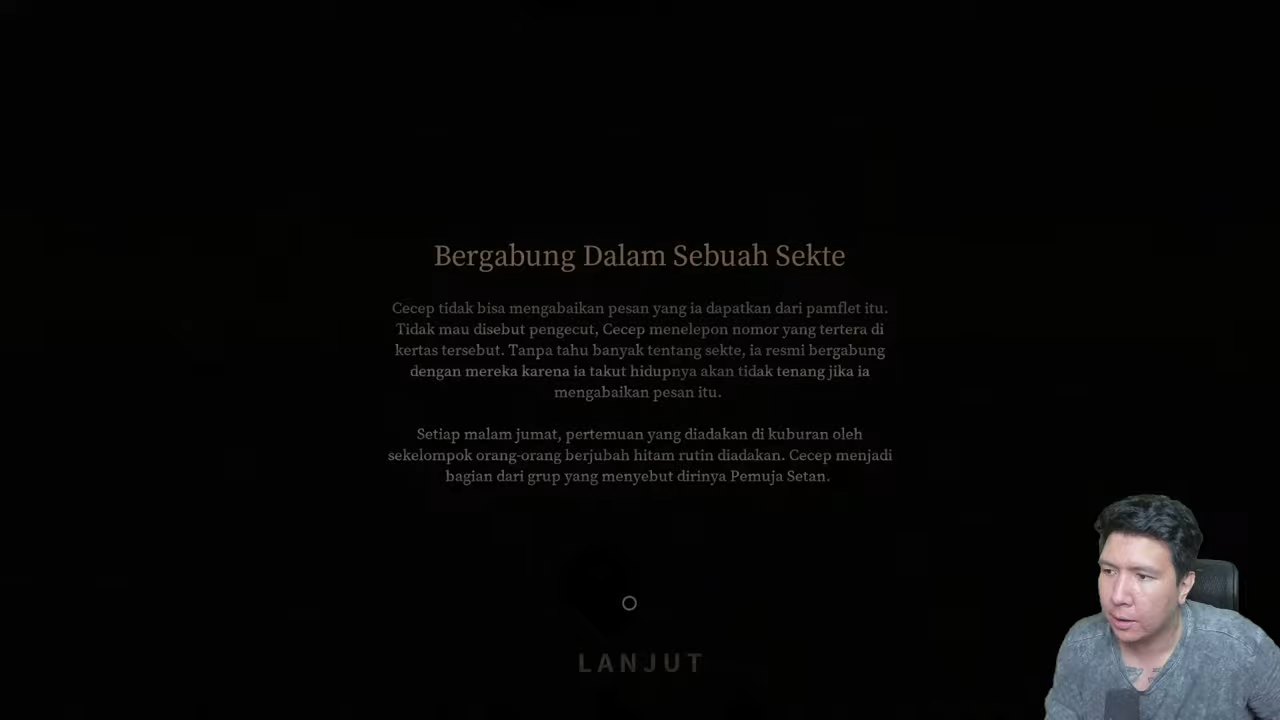 Bergabung Dalam Sebuah Sekte
Cecep tidak bisa mengabaikan pesan yang ia dapatkan dari pamflet itu.
Tidak mau disebut pengecut, Cecep menelepon nomor yang tertera di
kertas tersebut. Tanpa tahu banyak tentang sekte, ia resmi bergabung
dengan mereka karena ia takut hidupnya akan tidak tenang jika ia
mengabaikan pesan itu.
Setiap malam jumat, pertemuan yang diadakan di kuburan oleh
sekelompok orang-orang berjubah hitam rutin diadakan. Cecep menjadi
bagian dari grup yang menyebut dirinya Pemuja Setan.
LANJUT